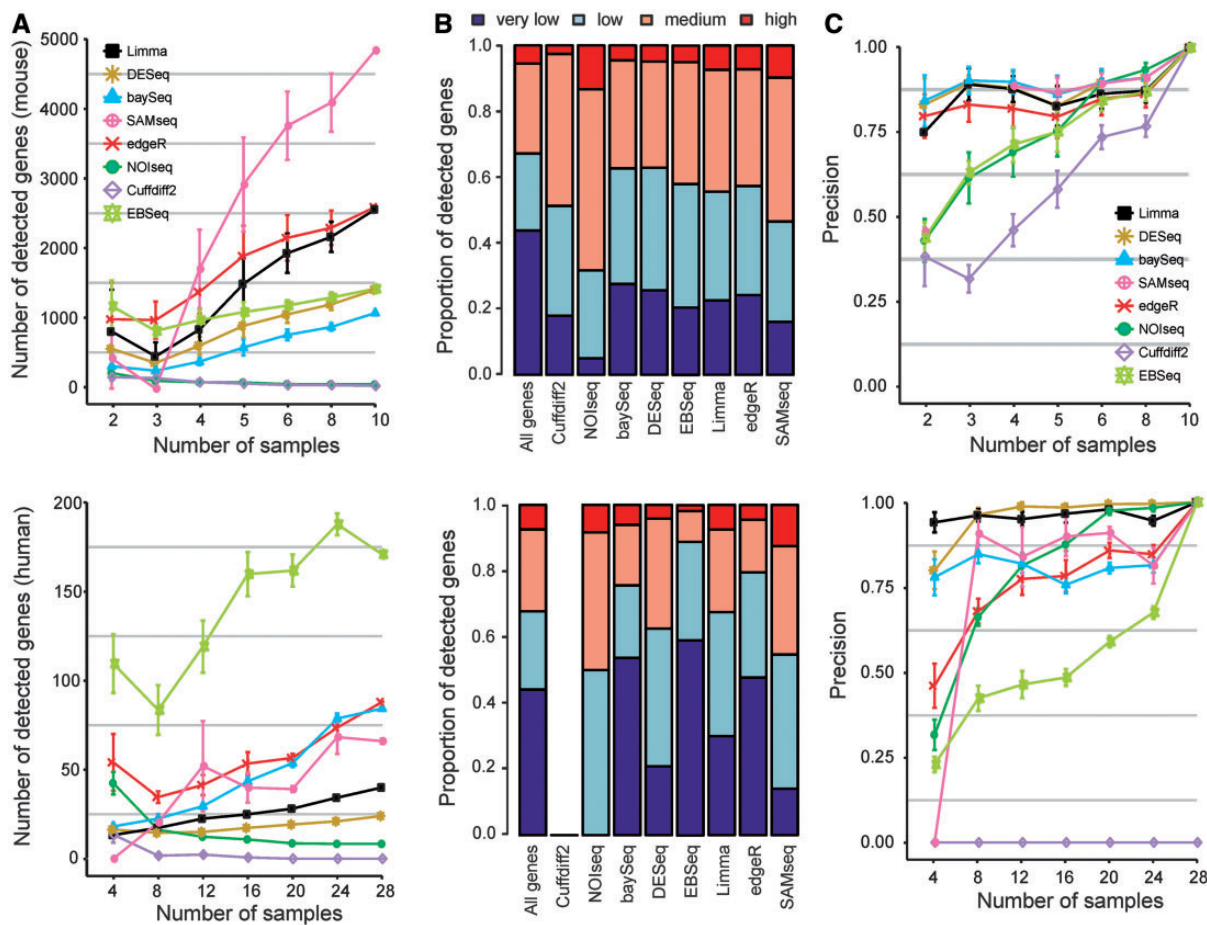 A
Number of detected genes (mouse)
5000
4000
3000
2000
1000
0
Limma
DESeq
baySeq
SAMseq
edgeR
NOIseq
Cuffdiff2
EBSeq
2 3 4 5 6 8 10
Number of samples
B
very low low medium high
Proportion of detected genes
1.0
0.8
0.6
0.4
0.2
0.0
All genes
Cuffdiff2
NOIseq
baySeq
DESeq
EBSeq
Limma
edgeR
SAMseq
C
Precision
1.00
0.75
0.50
0.25
0.00
Limma
DESeq
baySeq
SAMseq
edgeR
NOIseq
Cuffdiff2
EBSeq
2 3 4 5 6 8 10
Number of samples
Number of detected genes (human)
200
150
100
50
0
4 8 12 16 20 24 28
Number of samples
Proportion of detected genes
1.0
0.8
0.6
0.4
0.2
0.0
All genes
Cuffdiff2
NOIseq
baySeq
DESeq
EBSeq
Limma
edgeR
SAMseq
Precision
1.00
0.75
0.50
0.25
0.00
4 8 12 16 20 24 28
Number of samples